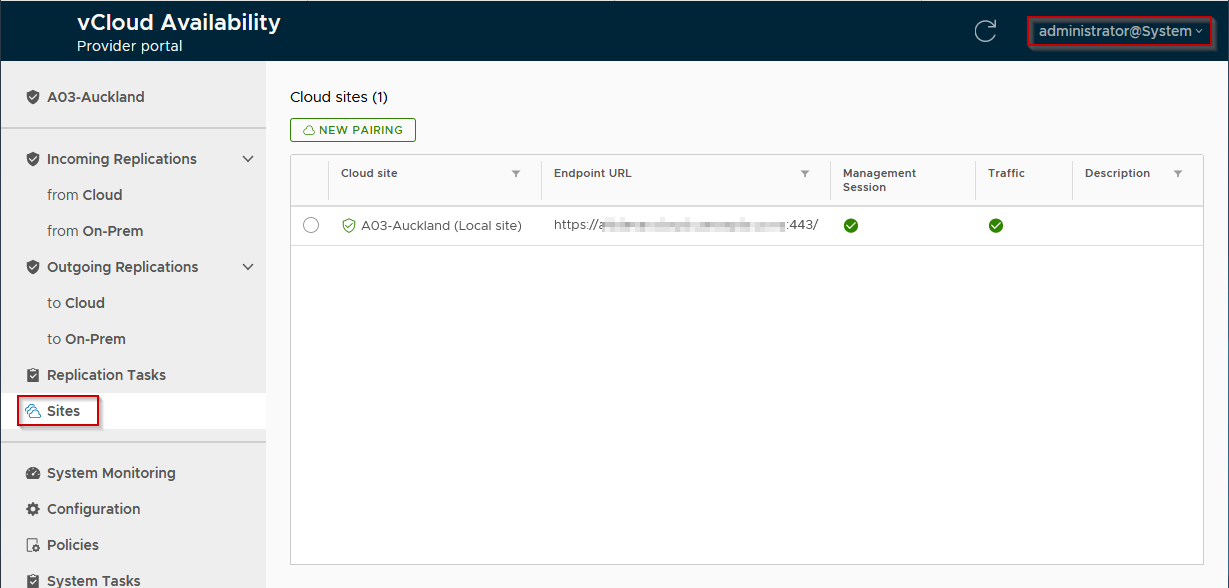 vCloud Availability
Provider portal
administrator@System
A03-Auckland
Incoming Replications
from Cloud
from On-Prem
Outgoing Replications
to Cloud
to On-Prem
Replication Tasks
Sites
System Monitoring
Configuration
Policies
System Tasks
Cloud sites (1)
NEW PAIRING
Cloud site
Endpoint URL
Management
Session
Traffic
Description
A03-Auckland (Local site)
https:// :443/